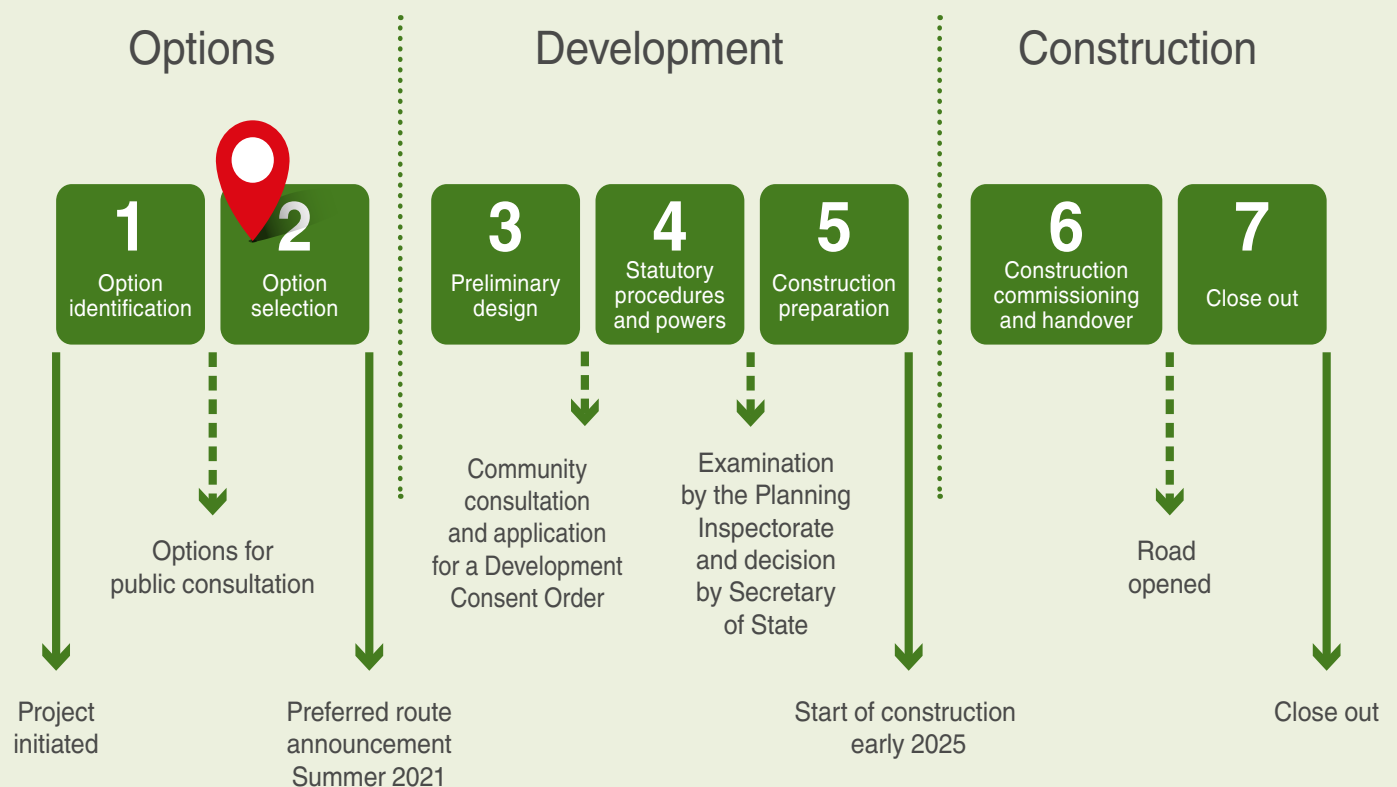 Options
Development
Construction
1
Option
identification
2
Option
selection
3
Preliminary
design
4
Statutory
procedures
and powers
5
Construction
preparation
6
Construction
commissioning
and handover
7
Close out
Options for
public consultation
Community
consultation
and application
for a Development
Consent Order
Examination
by the Planning
Inspectorate
and decision
by Secretary
of State
Road
opened
Project
initiated
Preferred route
announcement
Summer 2021
Start of construction
early 2025
Close out